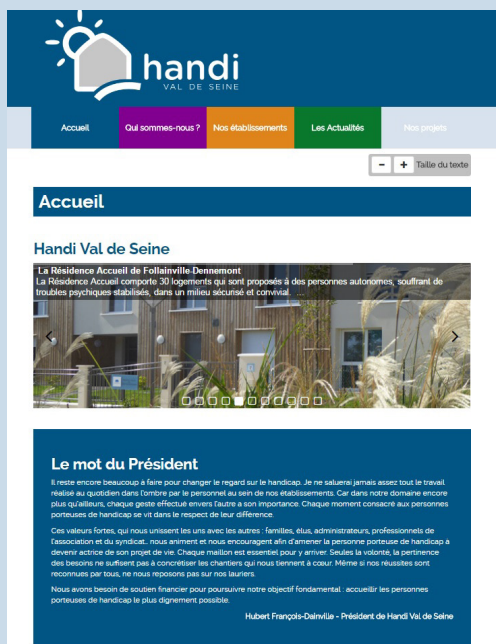 handi
VAL DE SEINE
Accueil
Qui sommes-nous ?
Nos établissements
Les Actualités
Nos projets
- + Taille du texte
Accueil
Handi Val de Seine
La Résidence Accueil de Follainville-Dennemont
La Résidence Accueil comporte 30 logements qui sont proposés à des personnes autonomes, souffrant de
troubles psychiques stabilisés, dans un milieu sécurisé et convivial. ...
Le mot du Président
Il reste encore beaucoup à faire pour changer le regard sur le handicap. Je ne saluerai jamais assez tout le travail
réalisé au quotidien dans l'ombre par le personnel au sein de nos établissements. Car dans notre domaine encore
plus qu'ailleurs, chaque geste effectué envers l'autre a son importance. Chaque moment consacré aux personnes
porteuses de handicap se vit dans le respect de leur différence.
Ces valeurs fortes, qui nous unissent les uns avec les autres : familles, élus, administrateurs, professionnels de
l'association et du syndicat.. nous animent et nous encouragent afin d'amener la personne porteuse de handicap à
devenir actrice de son projet de vie. Chaque maillon est essentiel pour y arriver. Seules la volonté, la pertinence
des besoins ne suffisent pas à concrétiser les chantiers qui nous tiennent à cœur. Même si nos réussites sont
reconnues par tous, ne nous reposons pas sur nos lauriers.
Nous avons besoin de soutien financier pour poursuivre notre objectif fondamental : accueillir les personnes
porteuses de handicap le plus dignement possible.
Hubert François-Dainville - Président de Handi Val de Seine